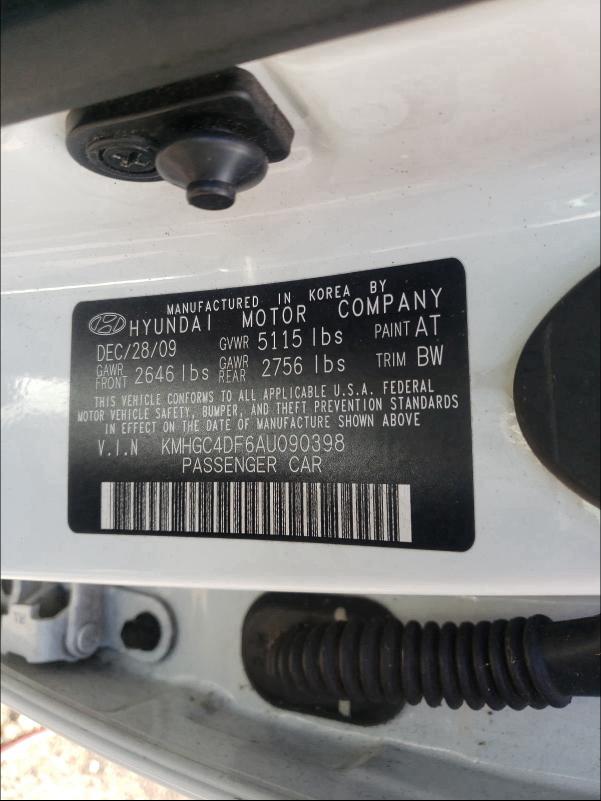 MANUFACTURED IN KOREA BY
HYUNDAI MOTOR COMPANY
DEC/28/09 GVWR 5115 lbs PAINT AT
GAWR FRONT 2646 lbs GAWR REAR 2756 lbs TRIM BW
THIS VEHICLE CONFORMS TO ALL APPLICABLE U.S.A. FEDERAL
MOTOR VEHICLE SAFETY, BUMPER, AND THEFT PREVENTION STANDARDS
IN EFFECT ON THE DATE OF MANUFACTURE SHOWN ABOVE
V.I.N KMHGC4DF6AU090398
PASSENGER CAR